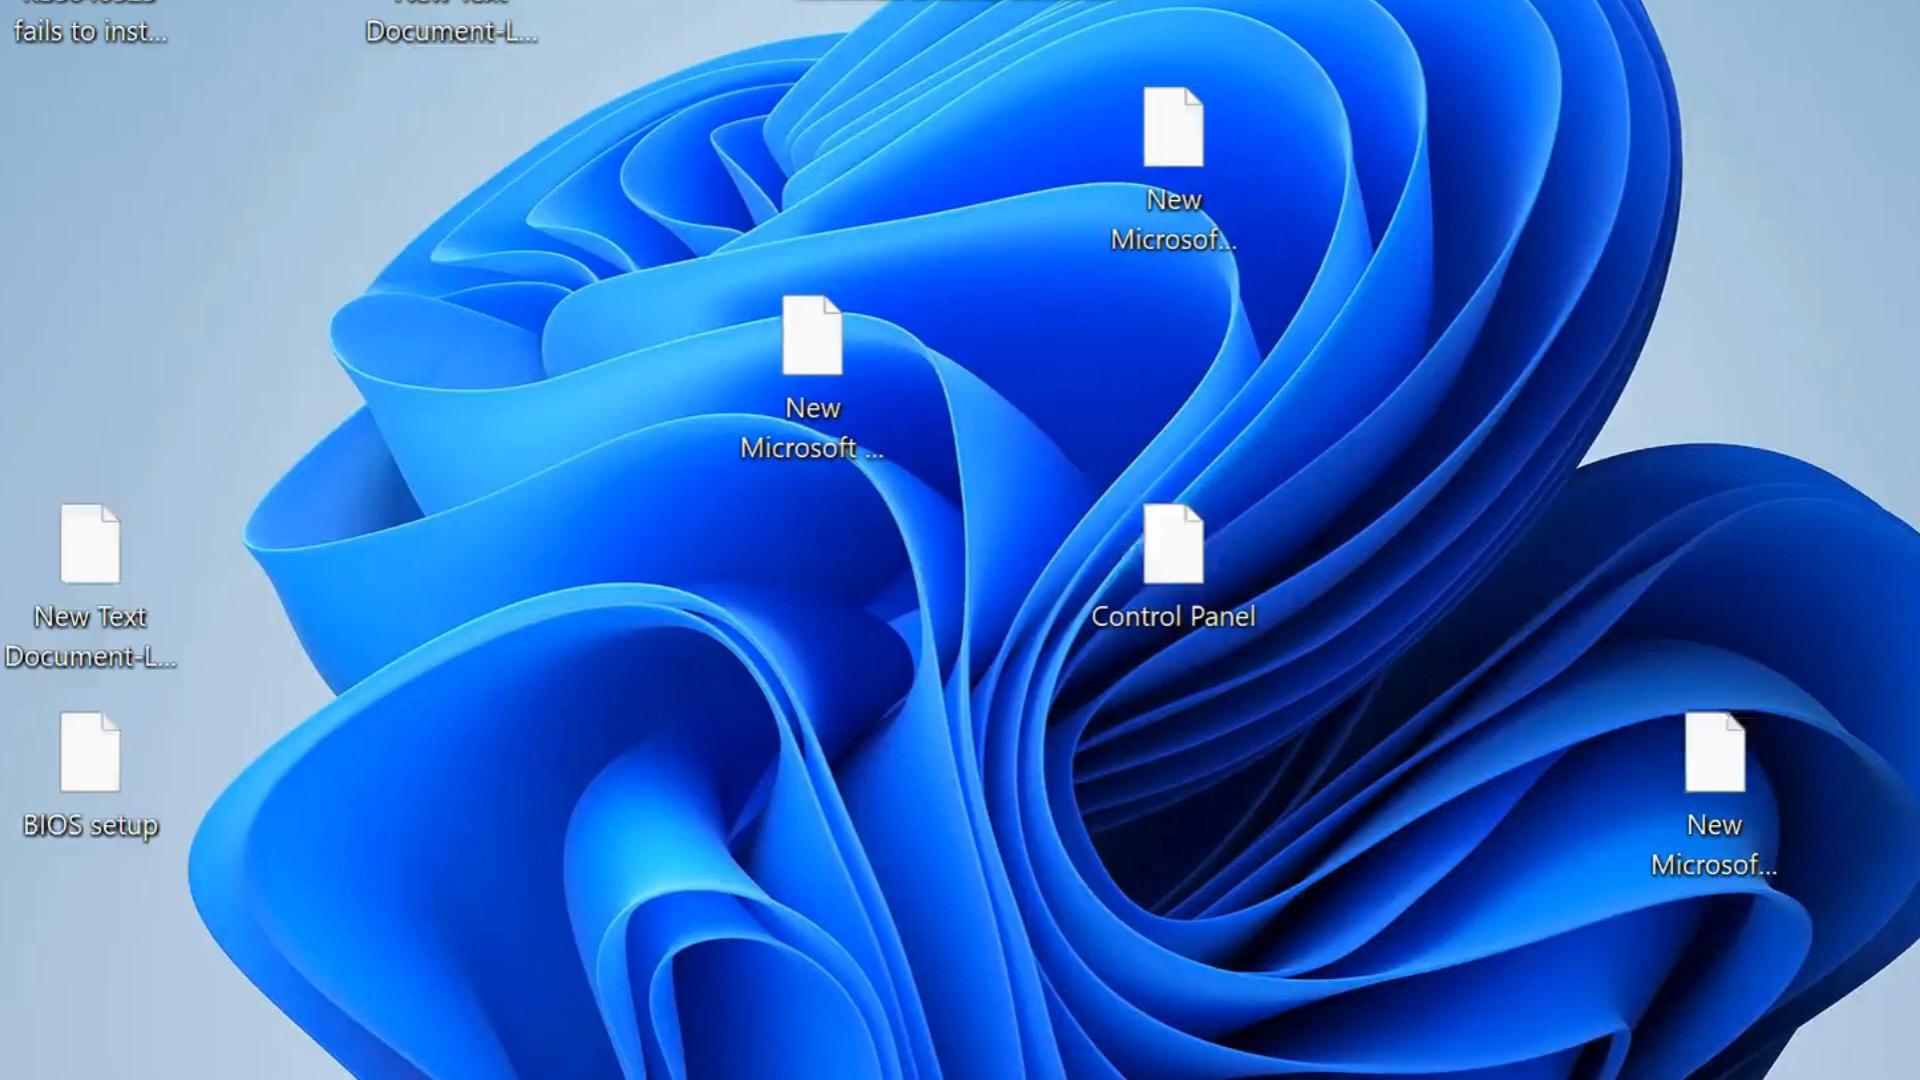 fails to inst...
Document-L...
New
Microsof...
New
Microsoft ...
New Text
Document-L...
Control Panel
BIOS setup
New
Microsof...